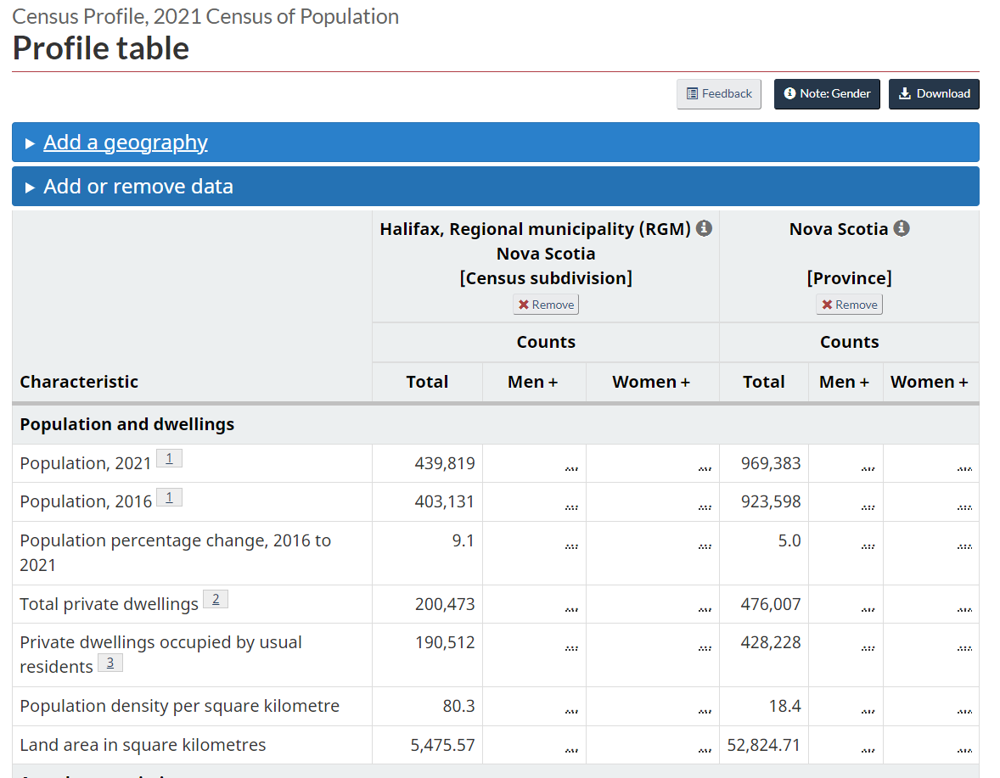 Census Profile, 2021 Census of Population
Profile table
Feedback
Note: Gender
Download
Add a geography
Add or remove data
Characteristic
Halifax, Regional municipality (RGM)
Nova Scotia
[Census subdivision]
Remove
Nova Scotia
[Province]
Remove
Counts Counts
Total Men + Women + Total Men + Women +
Population and dwellings
Population, 2021 1 439,819 ... ... 969,383 ... ...
Population, 2016 1 403,131 ... ... 923,598 ... ...
Population percentage change, 2016 to 9.1 ... ... 5.0 ... ...
2021
Total private dwellings 2 200,473 ... ... 476,007 ... ...
Private dwellings occupied by usual 190,512 ... ... 428,228 ... ...
residents 3
Population density per square kilometre 80.3 ... ... 18.4 ... ...
Land area in square kilometres 5,475.57 ... ... 52,824.71 ... ...